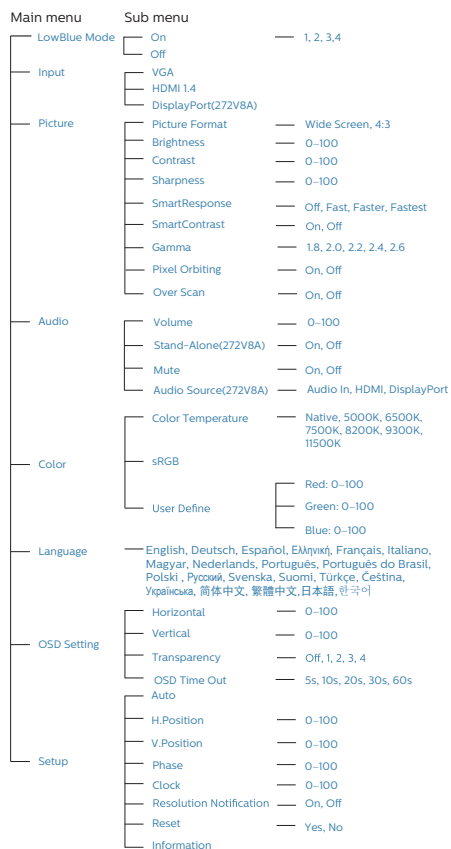 Main menu Sub menu
LowBlue Mode On 1, 2, 3,4
Off
Input VGA
HDMI 1.4
DisplayPort(272V8A)
Picture Picture Format Wide Screen, 4:3
Brightness 0–100
Contrast 0–100
Sharpness 0–100
SmartResponse Off, Fast, Faster, Fastest
SmartContrast On, Off
Gamma 1.8, 2.0, 2.2, 2.4, 2.6
Pixel Orbiting On, Off
Over Scan On, Off
Audio Volume 0–100
Stand-Alone(272V8A) On, Off
Mute On, Off
Audio Source(272V8A) Audio In, HDMI, DisplayPort
Color Temperature Native, 5000K, 6500K,
7500K, 8200K, 9300K,
11500K
Color sRGB
Red: 0–100
User Define Green: 0–100
Blue: 0–100
Language English, Deutsch, Español, Ελληνική, Français, Italiano,
Magyar, Nederlands, Português, Português do Brasil,
Polski , Русский, Svenska, Suomi, Türkçe, Čeština,
Українська, 简体中文, 繁體中文,日本語,한국어
Horizontal 0–100
Vertical 0–100
OSD Setting Transparency Off, 1, 2, 3, 4
OSD Time Out 5s, 10s, 20s, 30s, 60s
Auto
H.Position 0–100
V.Position 0–100
Setup Phase 0–100
Clock 0–100
Resolution Notification On, Off
Reset Yes, No
Information